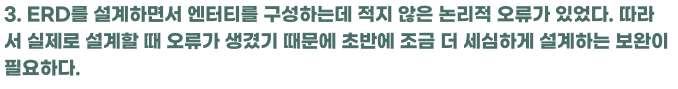 3. ERD를 설계하면서 엔터티를 구성하는데 적지 않은 논리적 오류가 있었다. 따라
서 실제로 설계할 때 오류가 생겼기 때문에 초반에 조금 더 세심하게 설계하는 보완이
필요하다.